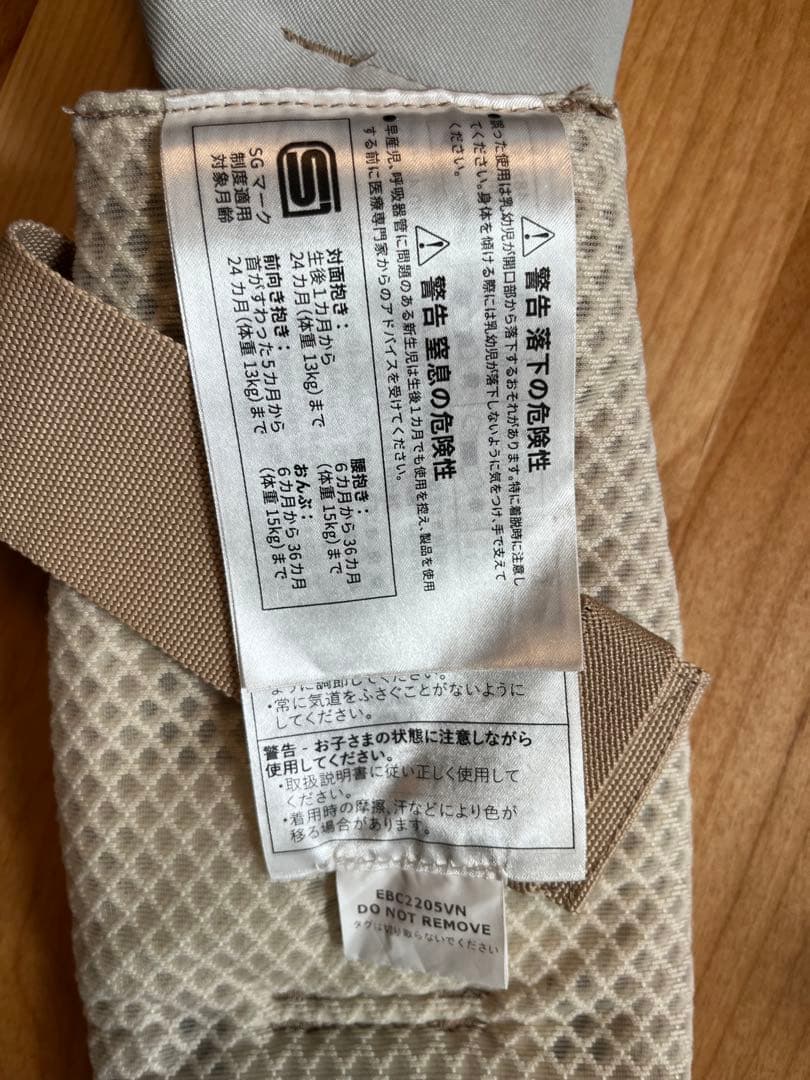 ⚠ 警告 落下の危険性
●誤った使用は乳幼児が開口部から落下するおそれがあります。特に着脱時に注意し
てください。身体を傾ける際には乳幼児が落下しないように気をつけ、手で支えて
ください。
⚠ 警告 窒息の危険性
●早産児、呼吸器管に問題のある新生児は生後1カ月でも使用を控え、製品を使用
する前に医療専門家からのアドバイスを受けてください。
SG マーク
制度適用
対象月齢
対面抱き：
生後1カ月から
24カ月(体重13kg)まで
前向き抱き：
首がすわった5カ月から
24カ月(体重13kg)まで
腰抱き：
6カ月から36カ月
(体重15kg)まで
おんぶ：
6カ月から36カ月
(体重15kg)まで
ように調節してください。
・常に気道をふさぐことがないように
してください。
警告 - お子さまの状態に注意しながら
使用してください。
・取扱説明書に従い正しく使用して
ください。
・着用時の摩擦、汗などにより色が
移る場合があります。
EBC2205VN
DO NOT REMOVE
タグは切り取らないでください